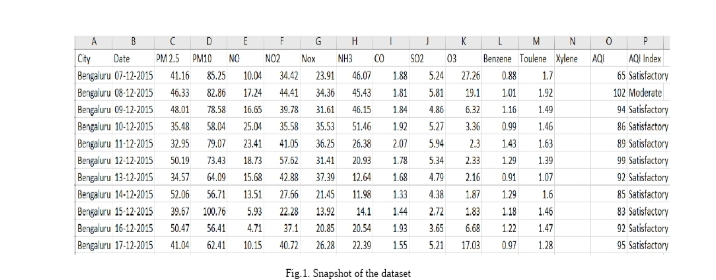 A B C D E F G H I J K L M N O P
City Date PM 2.5 PM10 NO NO2 Nox NH3 CO SO2 O3 Benzene Toulene Xylene AQI AQI Index
Bengaluru 07-12-2015 41.16 85.25 10.04 34.42 23.91 46.07 1.88 5.24 27.26 0.88 1.7 65 Satisfactory
Bengaluru 08-12-2015 46.33 82.86 17.24 44.41 34.36 45.43 1.81 5.81 19.1 1.01 1.92 102 Moderate
Bengaluru 09-12-2015 48.01 78.58 16.65 39.78 31.61 46.15 1.84 4.86 6.32 1.16 1.49 94 Satisfactory
Bengaluru 10-12-2015 35.48 58.04 25.04 35.58 35.53 51.46 1.92 5.27 3.36 0.99 1.46 86 Satisfactory
Bengaluru 11-12-2015 32.95 79.07 23.41 41.05 36.25 26.38 2.07 5.94 2.3 1.43 1.63 89 Satisfactory
Bengaluru 12-12-2015 50.19 73.43 18.73 57.62 31.41 20.93 1.78 5.34 2.33 1.29 1.39 99 Satisfactory
Bengaluru 13-12-2015 34.57 64.09 15.68 42.88 37.39 12.64 1.68 4.79 2.16 0.91 1.07 92 Satisfactory
Bengaluru 14-12-2015 52.06 56.71 13.51 27.66 21.45 11.98 1.33 4.38 1.87 1.29 1.6 85 Satisfactory
Bengaluru 15-12-2015 39.67 100.76 5.93 22.28 13.92 14.1 1.44 2.72 1.83 1.18 1.46 83 Satisfactory
Bengaluru 16-12-2015 50.47 56.41 4.71 37.1 20.85 20.54 1.93 3.65 6.68 1.22 1.47 92 Satisfactory
Bengaluru 17-12-2015 41.04 62.41 10.15 40.72 26.28 22.39 1.55 5.21 17.03 0.97 1.28 95 Satisfactory
Fig.1. Snapshot of the dataset